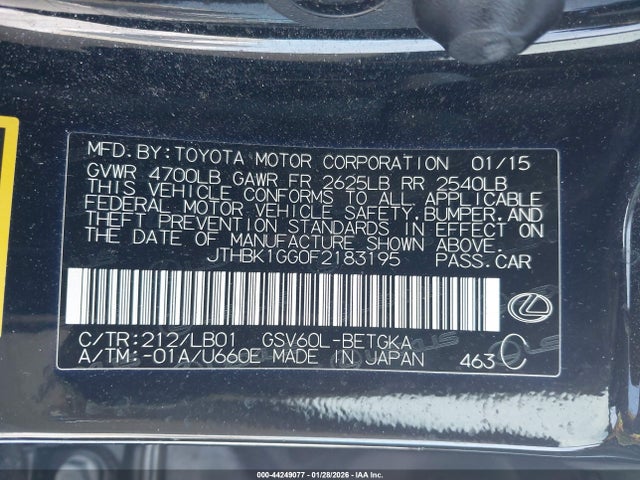 MFD. BY: TOYOTA MOTOR CORPORATION 01/15
GVWR 4700LB GAWR FR 2625LB RR 2540LB
THIS VEHICLE CONFORMS TO ALL APPLICABLE
FEDERAL MOTOR VEHICLE SAFETY, BUMPER, AND
THEFT PREVENTION STANDARDS IN EFFECT ON
THE DATE OF MANUFACTURE SHOWN ABOVE.
JTHBK1GG0F2183195 PASS. CAR
C/TR: 212/LB01 GSV60L-BETGKA
A/TM: -01A/U660E MADE IN JAPAN 463 C
000-44249077 - 01/28/2026 - IAA Inc.